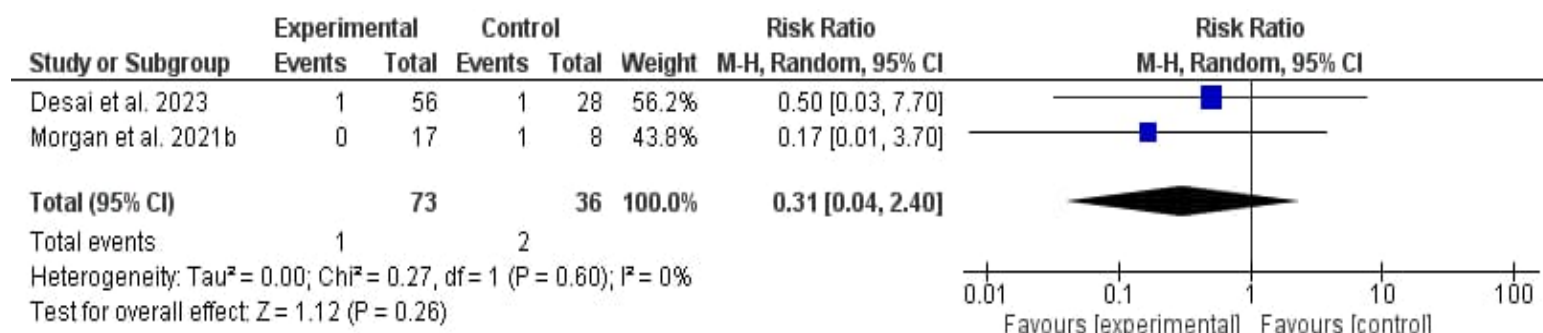 Experimental Control Risk Ratio Risk Ratio
Study or Subgroup Events Total Events Total Weight M-H, Random, 95% CI M-H, Random, 95% CI
Desai et al. 2023 1 56 1 28 56.2% 0.50 [0.03, 7.70]
Morgan et al. 2021b 0 17 1 8 43.8% 0.17 [0.01, 3.70]
Total (95% CI) 73 36 100.0% 0.31 [0.04, 2.40]
Total events 1 2
Heterogeneity: Tau² = 0.00; Chi² = 0.27, df = 1 (P = 0.60); I² = 0%
Test for overall effect: Z = 1.12 (P = 0.26)
0.01 0.1 1 10 100
Favours [experimental] Favours [control]